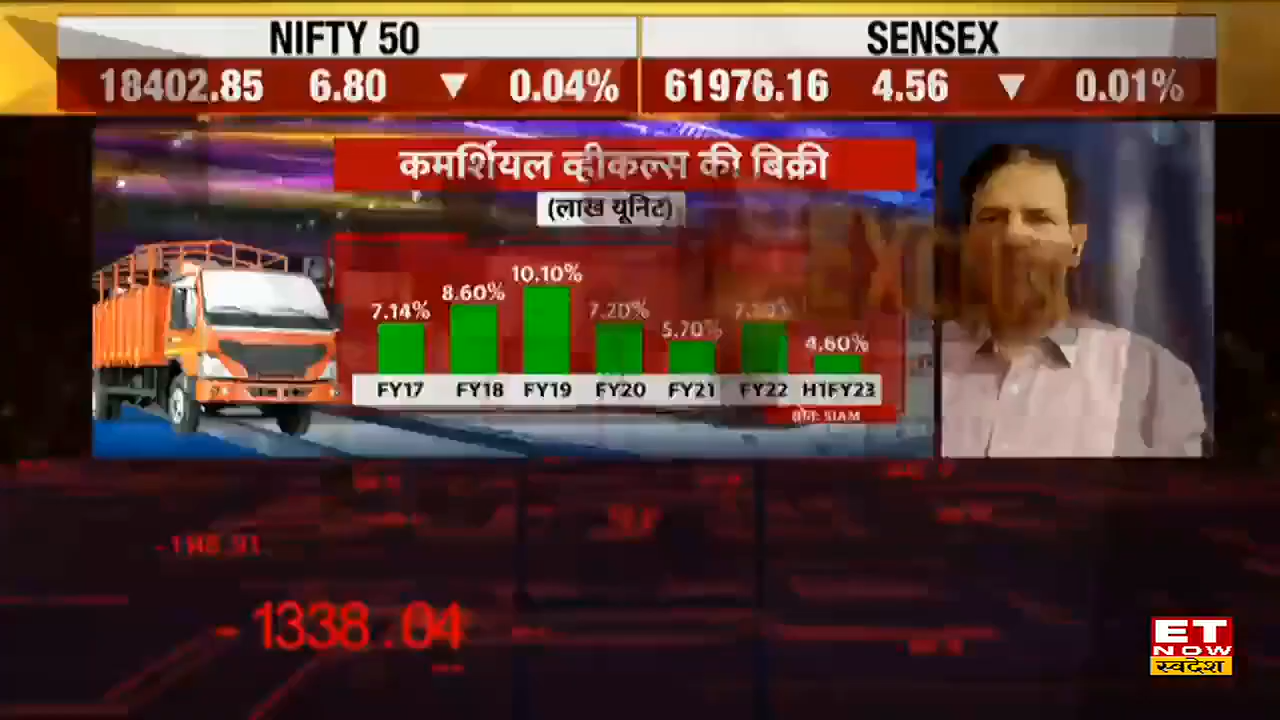 NIFTY 50
18402.85 6.80 ▼ 0.04%
SENSEX
61976.16 4.56 ▼ 0.01%
कमर्शियल व्हीकल्स की बिक्री
(लाख यूनिट)
7.14% 8.60% 10.10% 7.20% 5.70% 4.60%
FY17 FY18 FY19 FY20 FY21 FY22 H1FY23
स्रोत: SIAM
-1338.04
ET
NOW
स्वदेश